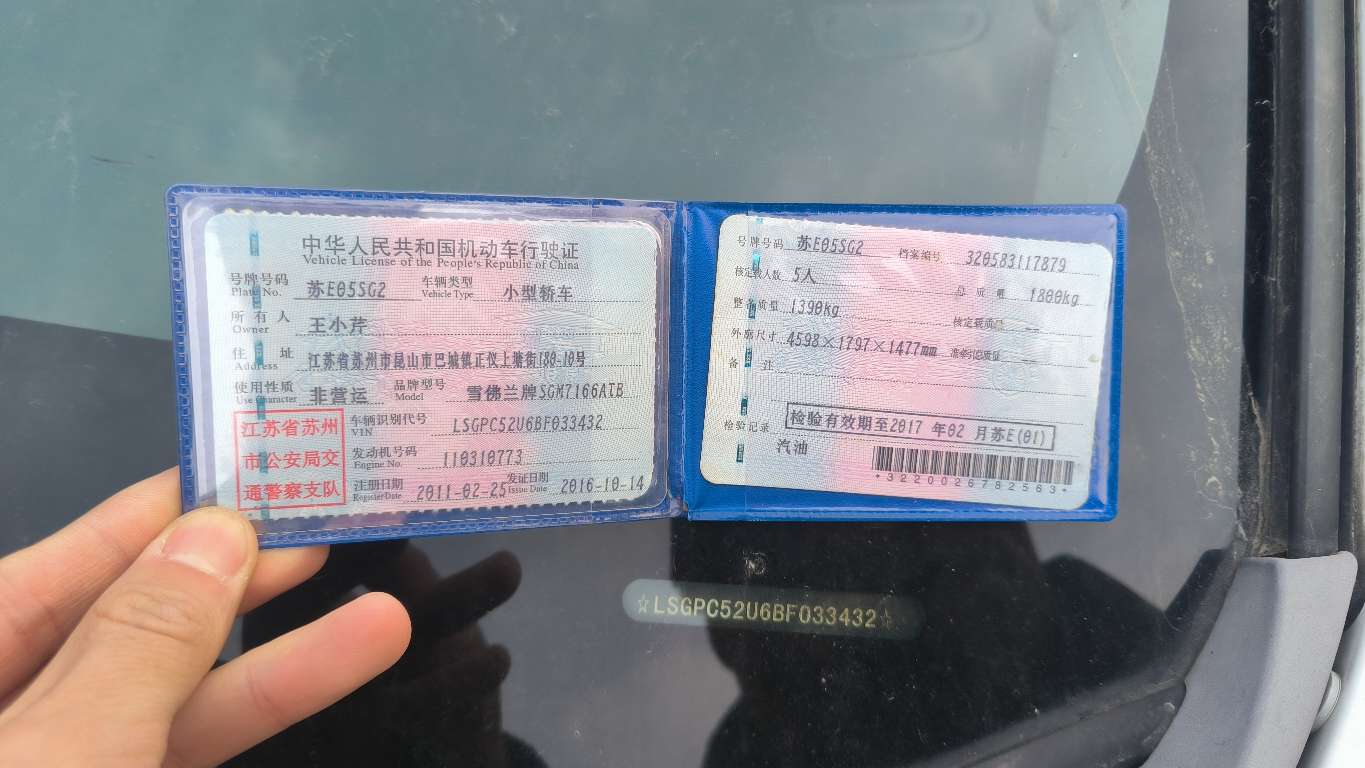 中华人民共和国机动车行驶证
Vehicle License of the People's Republic of China
号牌号码 苏E05SG2 车辆类型 小型轿车
Plate No. Vehicle Type
所有人 王小芹
Owner
住址 江苏省苏州市昆山市巴城镇正仪上塘街180-10号
Address
使用性质 非营运 品牌型号 雪佛兰牌SGM7166ATB
Use Character Model
江苏省苏州
市公安局交
通警察支队
车辆识别代号 LSGPC52U6BF033432
VIN
发动机号码 110310773
Engine No.
注册日期 2011-02-25 发证日期 2016-10-14
Register Date Issue Date
号牌号码 苏E05SG2 档案编号 320583117879
核定载人数 5人 总质量 1800kg
整备质量 1390kg 核定载质量 --
外廓尺寸 4598×1797×1477mm 准牵引总质量 --
备注
检验记录 检验有效期至2017年02月苏E(01)
汽油
*3220026782563*
☆LSGPC52U6BF033432☆